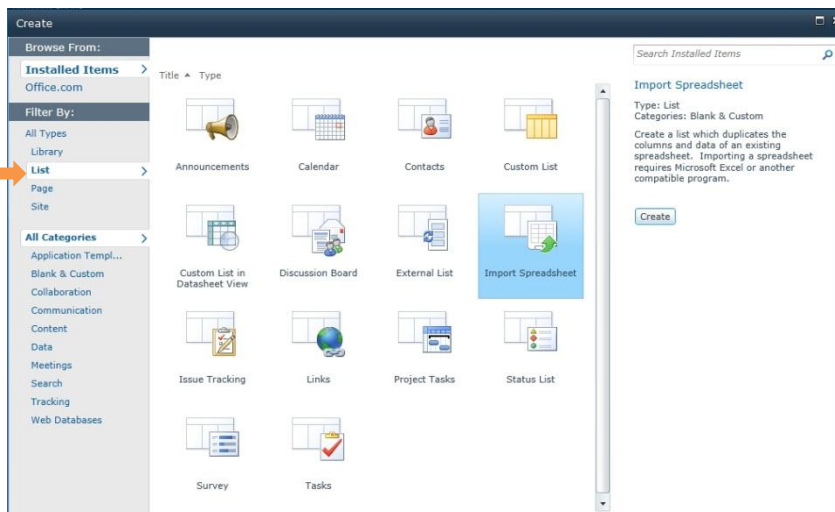 Create
Browse From:
Installed Items
Office.com
Filter By:
All Types
Library
List
Page
Site
All Categories
Application Templ...
Blank & Custom
Collaboration
Communication
Content
Data
Meetings
Search
Tracking
Web Databases
Title Type
Announcements
Calendar
Contacts
Custom List
Custom List in
Datasheet View
Discussion Board
External List
Import Spreadsheet
Issue Tracking
Links
Project Tasks
Status List
Survey
Tasks
Search Installed Items
Import Spreadsheet
Type: List
Categories: Blank & Custom
Create a list which duplicates the
columns and data of an existing
spreadsheet. Importing a spreadsheet
requires Microsoft Excel or another
compatible program.
Create